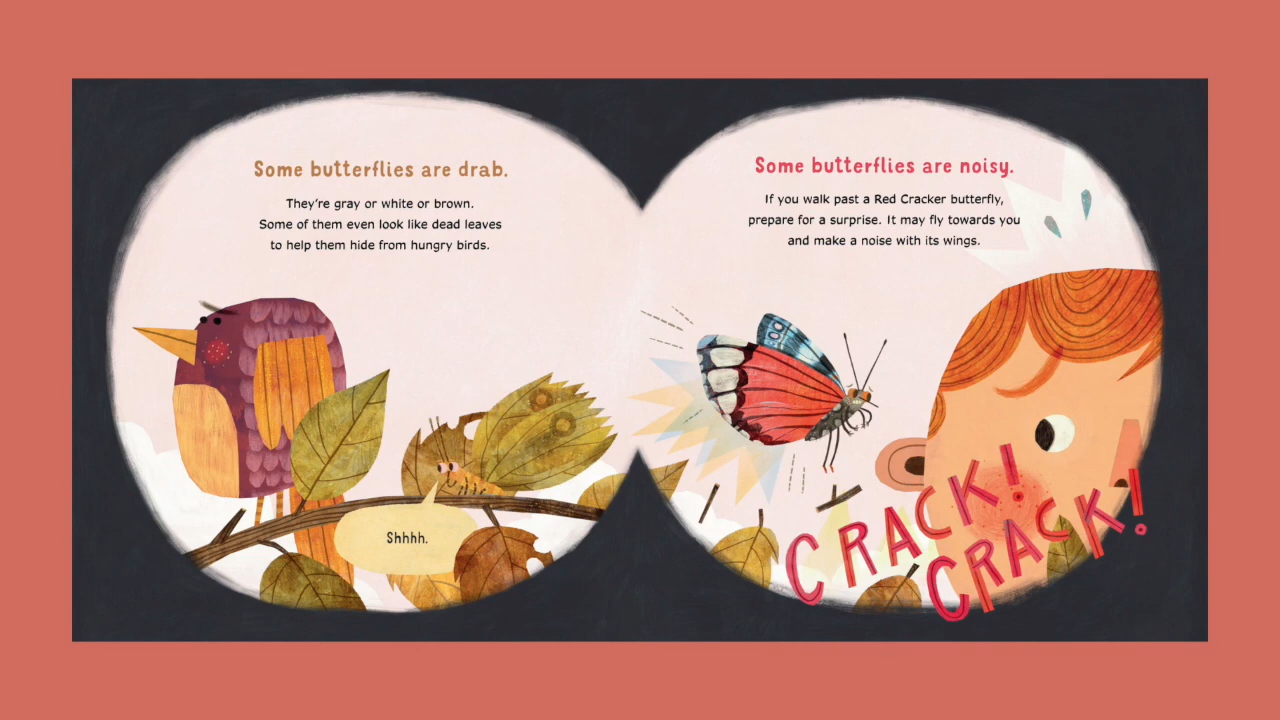 Some butterflies are drab.
They're gray or white or brown.
Some of them even look like dead leaves
to help them hide from hungry birds.
Shhhh.
Some butterflies are noisy.
If you walk past a Red Cracker butterfly,
prepare for a surprise. It may fly towards you
and make a noise with its wings.
CRACK!
CRACK!